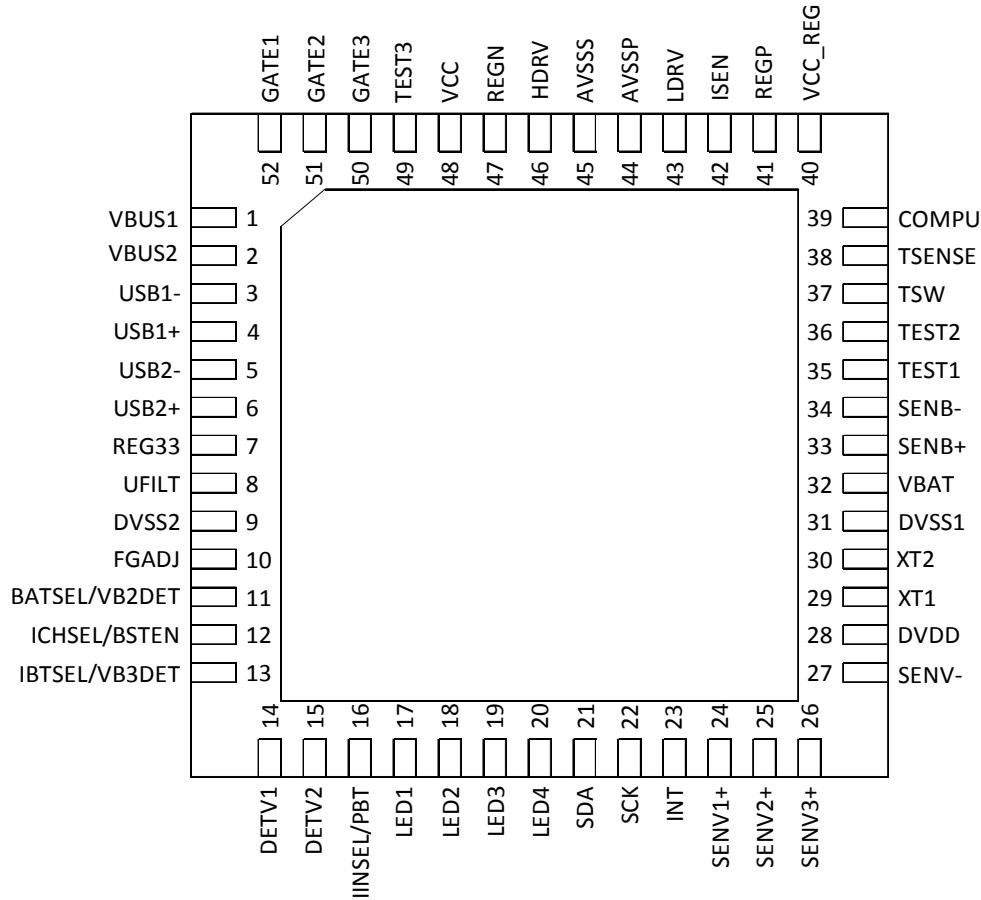 GATE1
GATE2
GATE3
TEST3
VCC
REGN
HDRV
AVSSS
AVSSP
LDRV
ISEN
REGP
VCC_REG
52
51
50
49
48
47
46
45
44
43
42
41
40
VBUS1 1
VBUS2 2
USB1- 3
USB1+ 4
USB2- 5
USB2+ 6
REG33 7
UFILT 8
DVSS2 9
FGADJ 10
BATSEL/VB2DET 11
ICHSEL/BSTEN 12
IBTSEL/VB3DET 13
39 COMPU
38 TSENSE
37 TSW
36 TEST2
35 TEST1
34 SENB-
33 SENB+
32 VBAT
31 DVSS1
30 XT2
29 XT1
28 DVDD
27 SENV-
14
15
16
17
18
19
20
21
22
23
24
25
26
DETV1
DETV2
IINSEL/PBT
LED1
LED2
LED3
LED4
SDA
SCK
INT
SENV1+
SENV2+
SENV3+